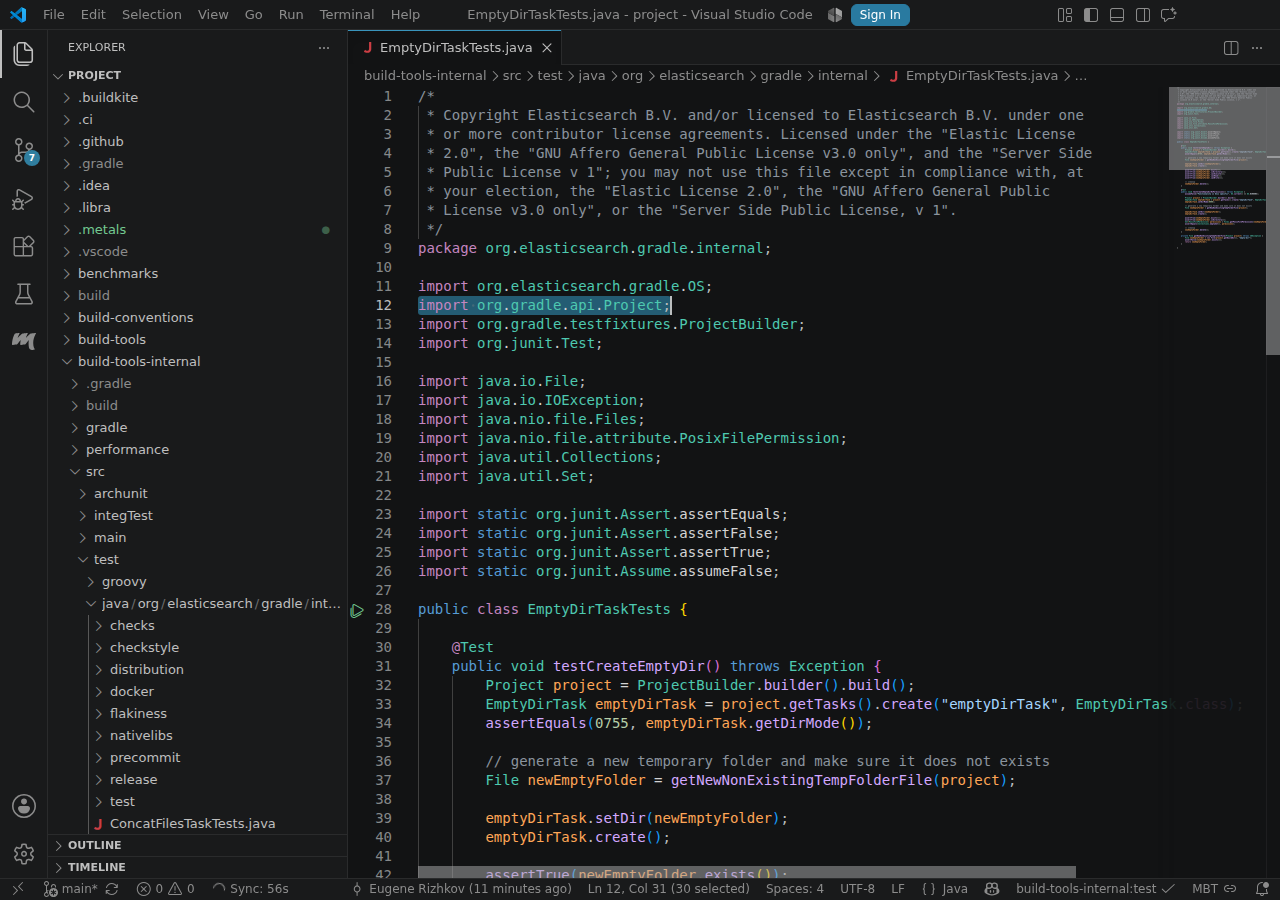 File Edit Selection View Go Run Terminal Help
EmptyDirTaskTests.java - project - Visual Studio Code
Sign In
EXPLORER
PROJECT
.buildkite
.ci
.github
.gradle
.idea
.libra
.metals
.vscode
benchmarks
build
build-conventions
build-tools
build-tools-internal
.gradle
build
gradle
performance
src
archunit
integTest
main
test
groovy
java/org/elasticsearch/gradle/int...
checks
checkstyle
distribution
docker
flakiness
nativelibs
precommit
release
test
ConcatFilesTaskTests.java
OUTLINE
TIMELINE
7
EmptyDirTaskTests.java
build-tools-internal > src > test > java > org > elasticsearch > gradle > internal > EmptyDirTaskTests.java > ...
1 /*
2  * Copyright Elasticsearch B.V. and/or licensed to Elasticsearch B.V. under one
3  * or more contributor license agreements. Licensed under the "Elastic License
4  * 2.0", the "GNU Affero General Public License v3.0 only", and the "Server Side
5  * Public License v 1"; you may not use this file except in compliance with, at
6  * your election, the "Elastic License 2.0", the "GNU Affero General Public
7  * License v3.0 only", or the "Server Side Public License, v 1".
8  */
9 package org.elasticsearch.gradle.internal;
10
11 import org.elasticsearch.gradle.OS;
12 import org.gradle.api.Project;
13 import org.gradle.testfixtures.ProjectBuilder;
14 import org.junit.Test;
15
16 import java.io.File;
17 import java.io.IOException;
18 import java.nio.file.Files;
19 import java.nio.file.attribute.PosixFilePermission;
20 import java.util.Collections;
21 import java.util.Set;
22
23 import static org.junit.Assert.assertEquals;
24 import static org.junit.Assert.assertFalse;
25 import static org.junit.Assert.assertTrue;
26 import static org.junit.Assume.assumeFalse;
27
28 public class EmptyDirTaskTests {
29
30     @Test
31     public void testCreateEmptyDir() throws Exception {
32         Project project = ProjectBuilder.builder().build();
33         EmptyDirTask emptyDirTask = project.getTasks().create("emptyDirTask", EmptyDirTask.class);
34         assertEquals(0755, emptyDirTask.getDirMode());
35
36         // generate a new temporary folder and make sure it does not exists
37         File newEmptyFolder = getNewNonExistingTempFolderFile(project);
38
39         emptyDirTask.setDir(newEmptyFolder);
40         emptyDirTask.create();
41
42         assertTrue(newEmptyFolder.exists());
main* 0 0 Sync: 56s Eugene Rizhkov (11 minutes ago) Ln 12, Col 31 (30 selected) Spaces: 4 UTF-8 LF { } Java build-tools-internal:test MBT